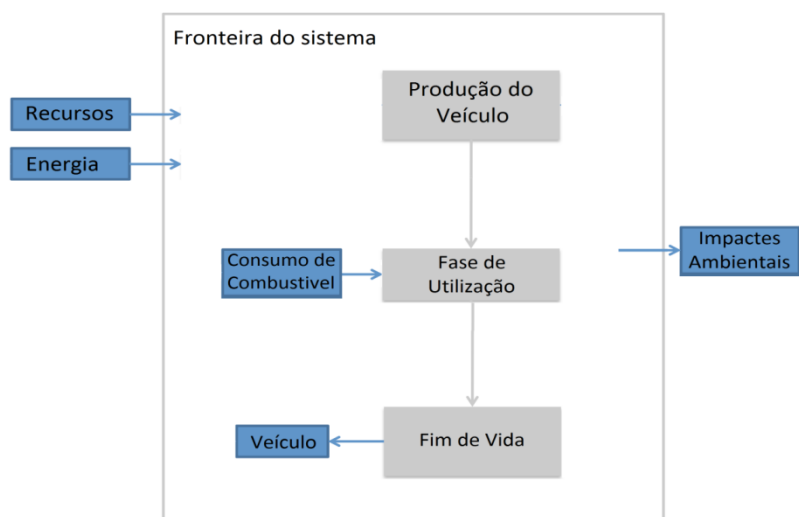 Fronteira do sistema
Produção do
Veículo
Recursos
Energia
Consumo de
Combustivel
Fase de
Utilização
Impactes
Ambientais
Veículo
Fim de Vida